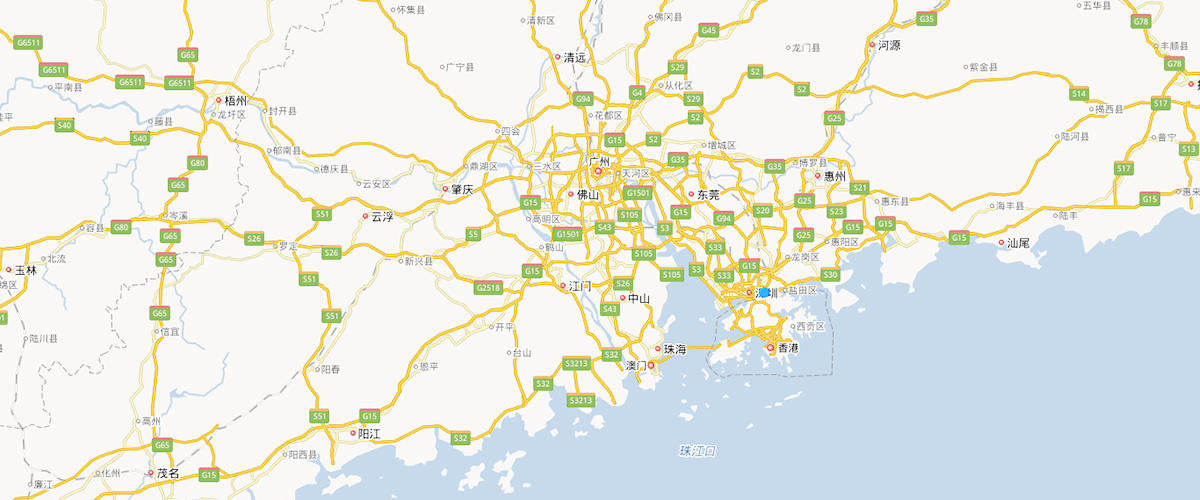 怀集县
清新区
佛冈县
G35
五华县
G78
G6511
G65
G45
河源
龙门县
丰顺县
清远
广宁县
G6511
G6511
G6511
S29
S2
紫金县
G78
平南县
从化区
G4
S2
S14
梧州
G94
S29
S17
封开县
龙圩区
花都区
S2
G25
揭西县
藤县
S40
S40
四会
G15
S2
增城区
陆河县
普宁
郁南县
G80
S13
广州
G35
G35
博罗县
德庆县
鼎湖区
三水区
天河区
惠州
S17
S65
云安区
肇庆
佛山
G1501
东莞
S21
惠来
G15
G25
惠东县
海丰县
G15
岑溪
S51
云浮
高明区
S105
G15
G94
S20
S23
陆丰
容县
G80
G65
S26
S5
G1501
S43
S3
G25
G15
G15
G15
汕尾
罗定
S26
鹤山
S105
S33
惠阳区
北流
G65
新兴县
龙岗区
玉林
G15
S105
S3
S33
G15
S30
S51
G2518
江门
S26
深圳
盐田区
中山
G65
S51
S43
信宜
开平
西贡区
陆川县
台山
珠海
香港
S32
澳门
S3213
阳春
恩平
S32
S3213
S51
G15
高州
阳江
S32
珠江口
G65
阳西县
化州
茂名
G15
廉江